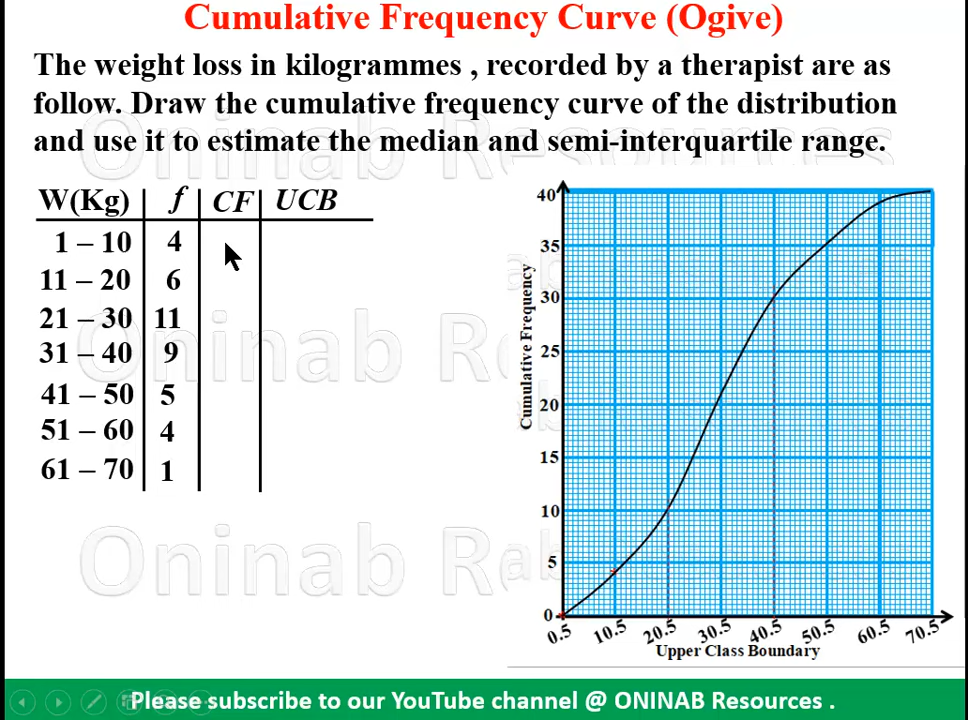 Cumulative Frequency Curve (Ogive)
The weight loss in kilogrammes , recorded by a therapist are as
follow. Draw the cumulative frequency curve of the distribution
and use it to estimate the median and semi-interquartile range.
W(Kg) f CF UCB
1 – 10 4
11 – 20 6
21 – 30 11
31 – 40 9
41 – 50 5
51 – 60 4
61 – 70 1
Cumulative Frequency
40
35
30
25
20
15
10
5
0
0.5 10.5 20.5 30.5 40.5 50.5 60.5 70.5
Upper Class Boundary
Oninab Resources
Oninab R
Oninab R
Please subscribe to our YouTube channel @ ONINAB Resources .